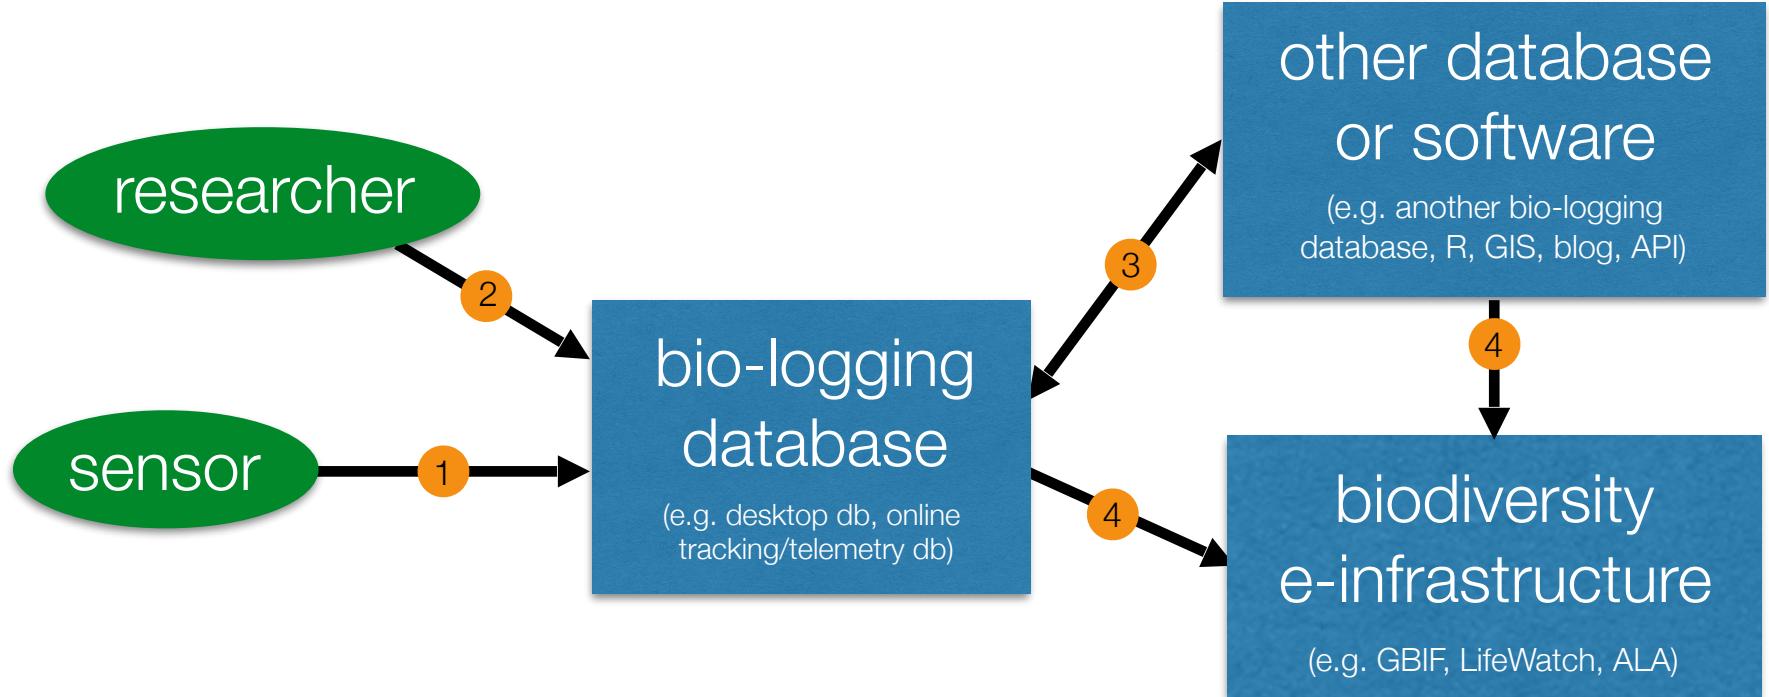 researcher
2
sensor
1
bio-logging
database
(e.g. desktop db, online
tracking/telemetry db)
3
4
other database
or software
(e.g. another bio-logging
database, R, GIS, blog, API)
4
biodiversity
e-infrastructure
(e.g. GBIF, LifeWatch, ALA)